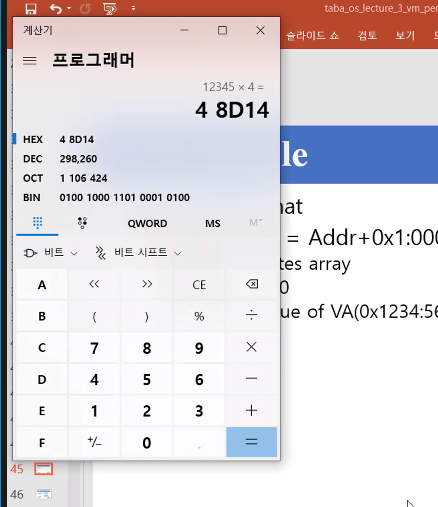 taba_os_lecture_3_vm_per
계산기
슬라이드 쇼 검토 보기
프로그래머
12345 × 4 =
4 8D14
HEX 4 8D14
DEC 298,260
OCT 1 106 424
BIN 0100 1000 1101 0001 0100
QWORD MS M˅
비트 비트 시프트
A << >> CE
B ( ) % ÷
C 7 8 9 ×
D 4 5 6 −
E 1 2 3 +
F +/− 0 . =
le
hat
= Addr+0x1:000
tes array
0
ue of VA(0x1234:56
45
46